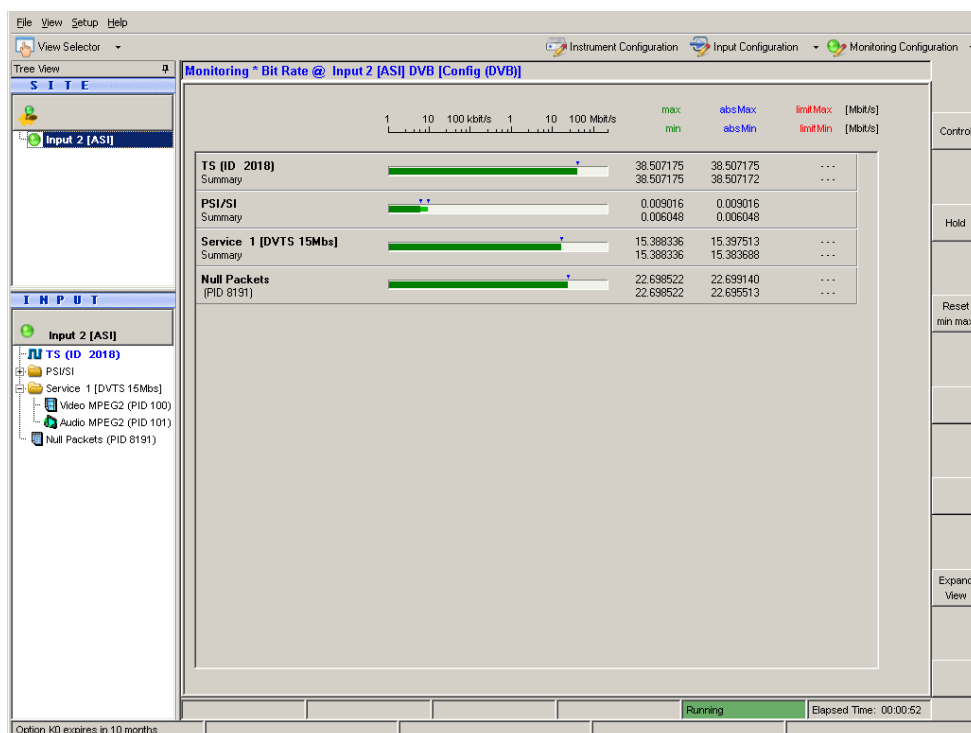 File View Setup Help
View Selector
Instrument Configuration Input Configuration Monitoring Configuration
Tree View
SITE
Input 2 [ASI]
INPUT
Input 2 [ASI]
TS (ID 2018)
PSI/SI
Service 1 [DVTS 15Mbs]
Video MPEG2 (PID 100)
Audio MPEG2 (PID 101)
Null Packets (PID 8191)
Monitoring * Bit Rate @ Input 2 [ASI] DVB [Config (DVB)]
max absMax limitMax [Mbit/s]
1 10 100 kbit/s 1 10 100 Mbit/s
min absMin limitMin [Mbit/s]
TS (ID 2018) 38.507175 38.507175 ---
Summary 38.507175 38.507172 ---
PSI/SI 0.009016 0.009016
Summary 0.006048 0.006048
Service 1 [DVTS 15Mbs] 15.388336 15.397513 ---
Summary 15.388336 15.383688 ---
Null Packets 22.698522 22.699140 ---
(PID 8191) 22.698522 22.695513 ---
Control
Hold
Reset
min max
Expand
View
Running Elapsed Time: 00:00:52
Option K0 expires in 10 months